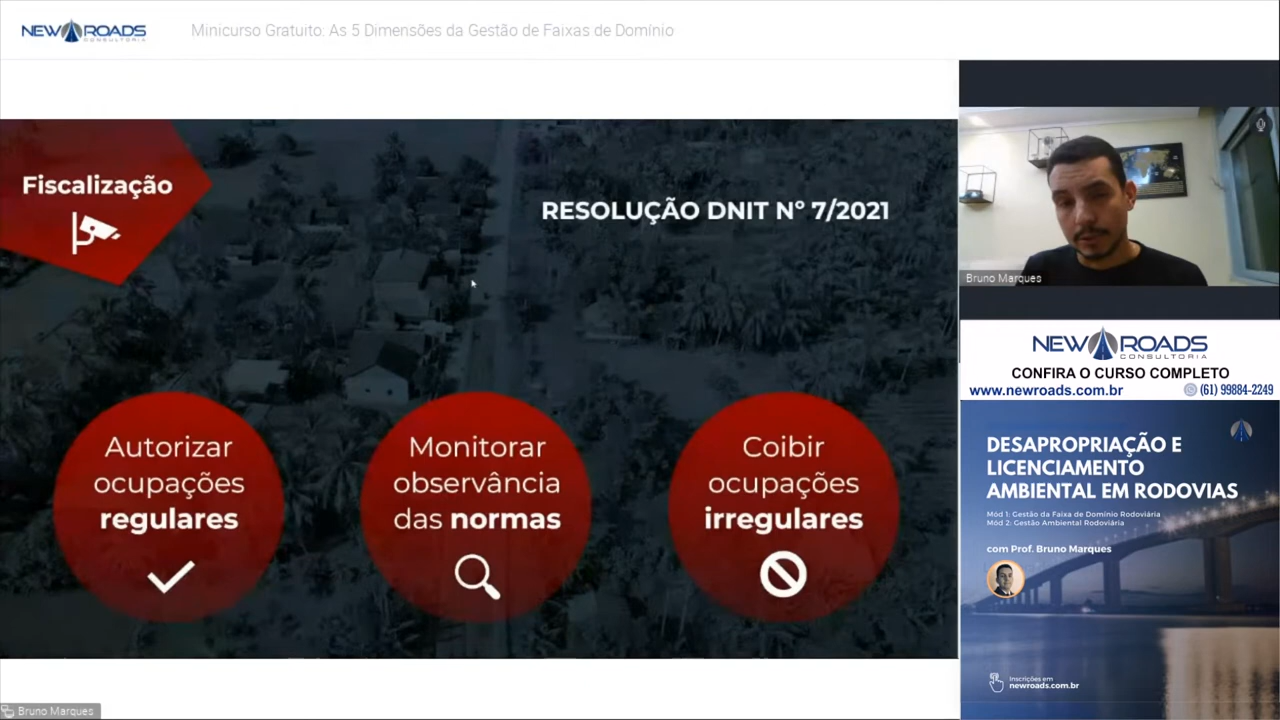 NEW ROADS
CONSULTORIA
Minicurso Gratuito: As 5 Dimensões da Gestão de Faixas de Domínio
Fiscalização
RESOLUÇÃO DNIT Nº 7/2021
Autorizar
ocupações
regulares
Monitorar
observância
das normas
Coibir
ocupações
irregulares
Bruno Marques
Bruno Marques
NEW ROADS
CONSULTORIA
CONFIRA O CURSO COMPLETO
www.newroads.com.br (61) 99884-2249
DESAPROPRIAÇÃO E
LICENCIAMENTO
AMBIENTAL EM RODOVIAS
Mód 1: Gestão da Faixa de Domínio Rodoviária
Mód 2: Gestão Ambiental Rodoviária
com Prof. Bruno Marques
Inscrições em
newroads.com.br